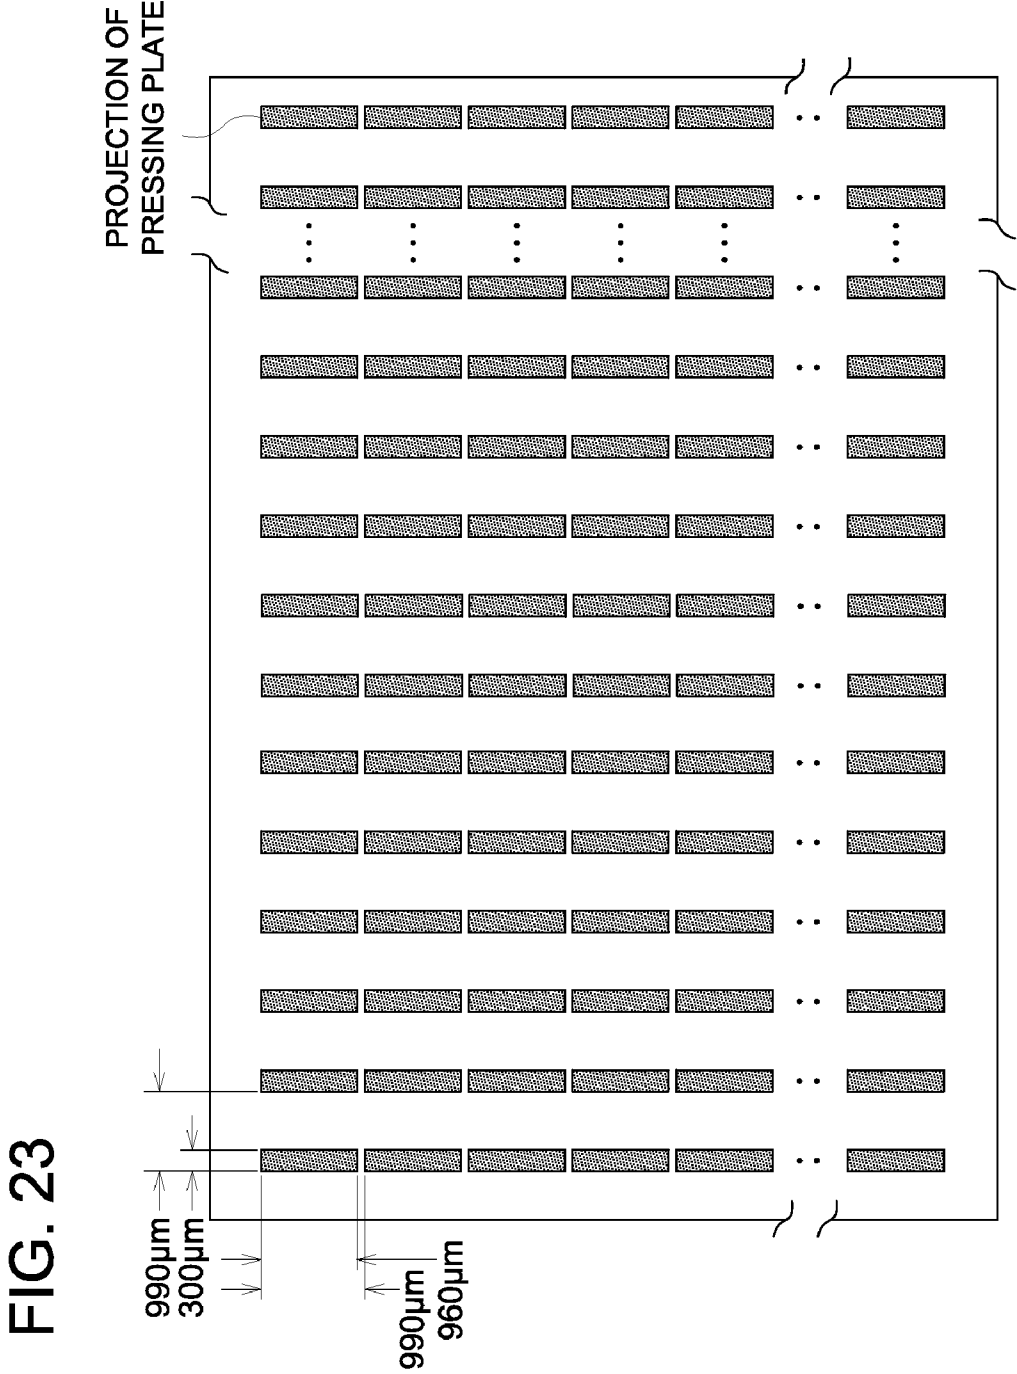 FIG. 23
PROJECTION OF
PRESSING PLATE
990μm
300μm
990μm
960μm